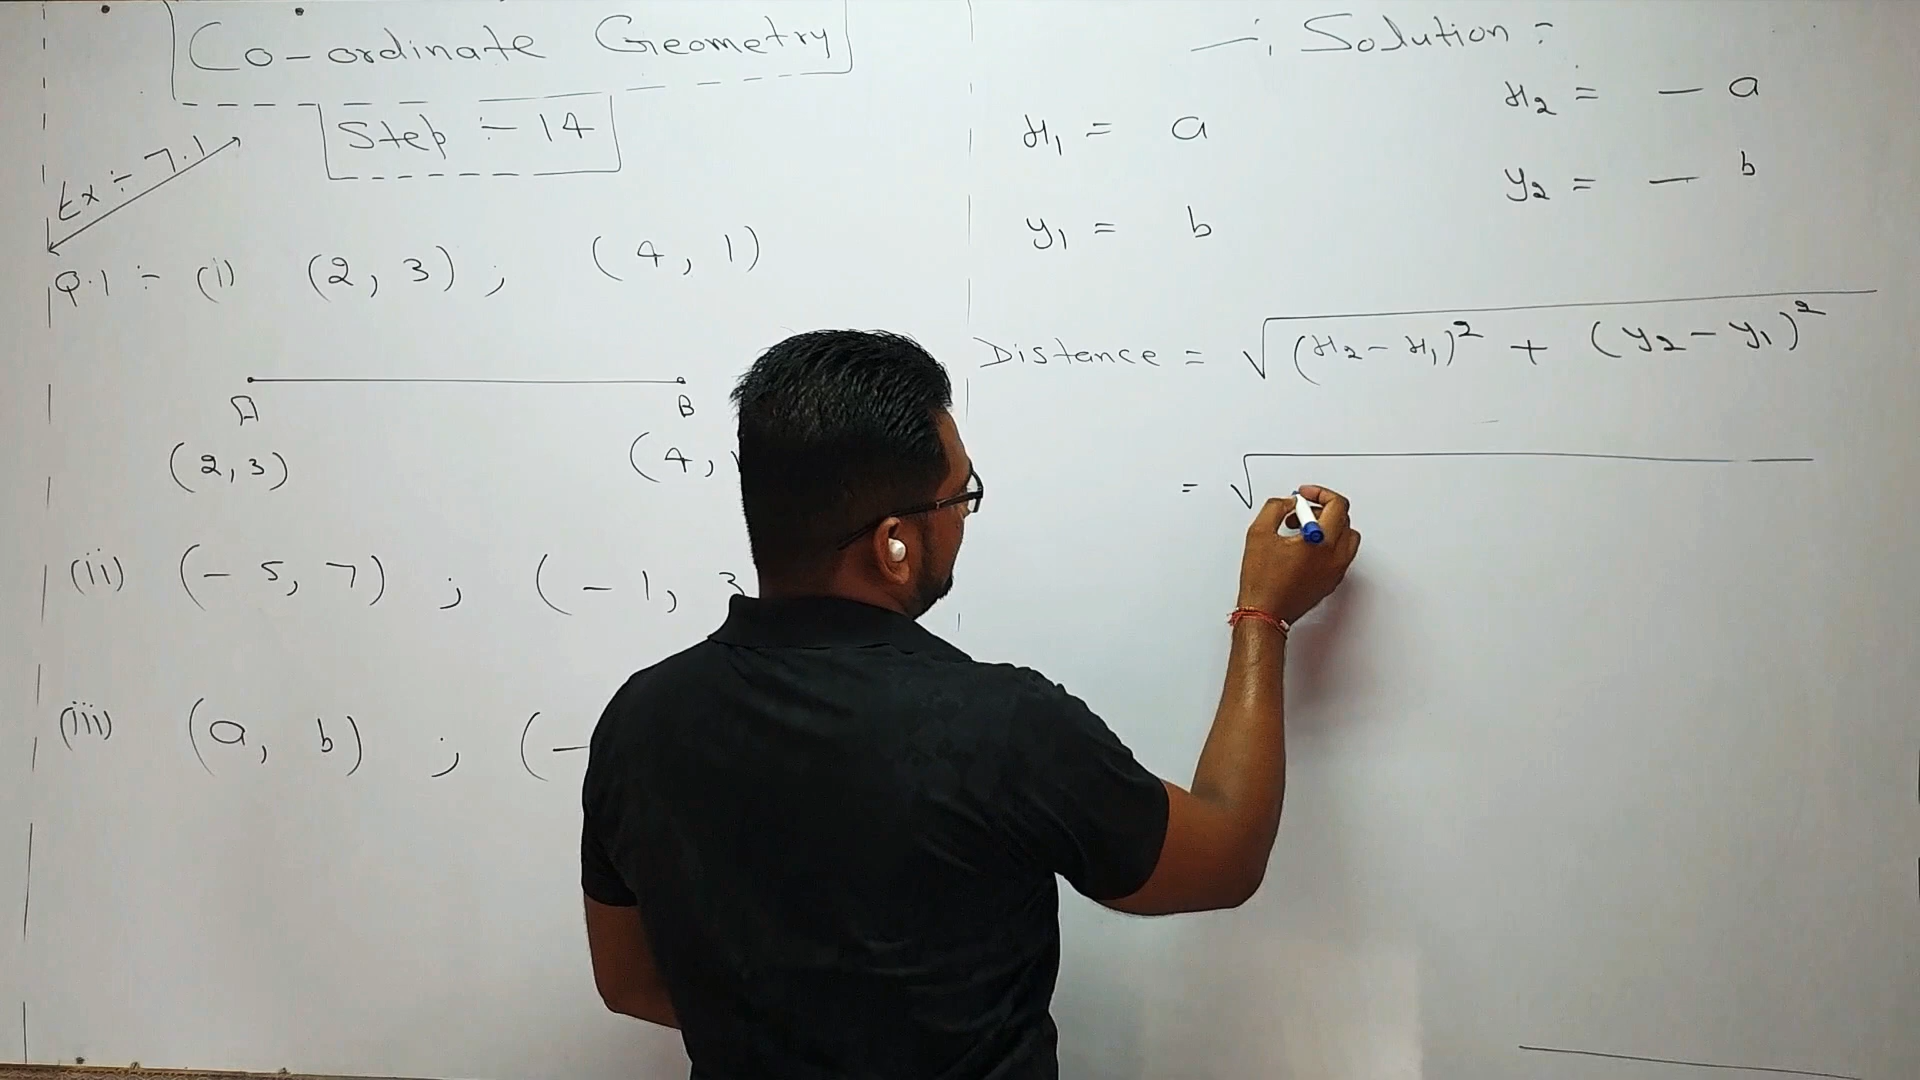 Co-ordinate Geometry
Step :- 14
Ex :- 7.1
Q.1 :- (i) (2, 3) ; (4, 1)
A B
(2,3) (4,
(ii) (- 5, 7) ; (- 1, 3
(iii) (a, b) ; (-
Solution :
x₁ = a
x₂ = - a
y₁ = b
y₂ = - b
Distance = √(x₂ - x₁)² + (y₂ - y₁)²
= √